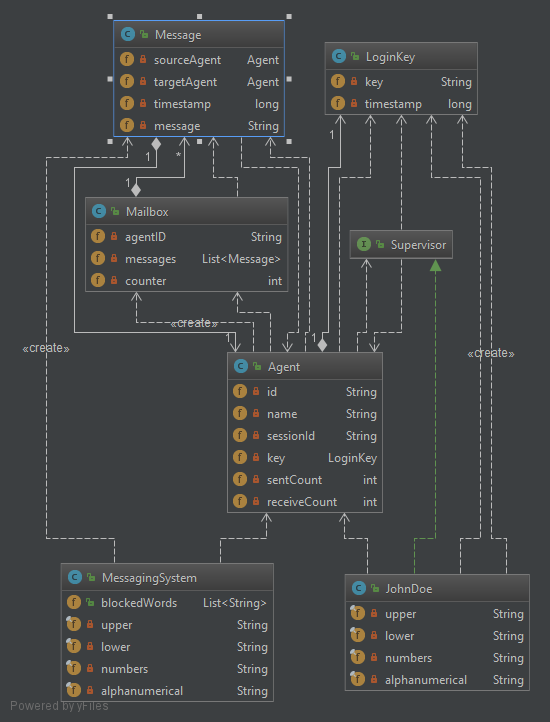 Message
sourceAgent Agent
targetAgent Agent
timestamp long
message String
LoginKey
key String
timestamp long
1
*
1
1
Mailbox
agentID String
messages List<Message>
counter int
Supervisor
«create»
1
1
«create»
«create»
Agent
id String
name String
sessionId String
key LoginKey
sentCount int
receiveCount int
MessagingSystem
blockedWords List<String>
upper String
lower String
numbers String
alphanumerical String
JohnDoe
upper String
lower String
numbers String
alphanumerical String
Powered by yFiles